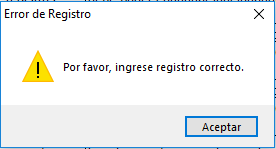 Error de Registro
Por favor, ingrese registro correcto.
Aceptar